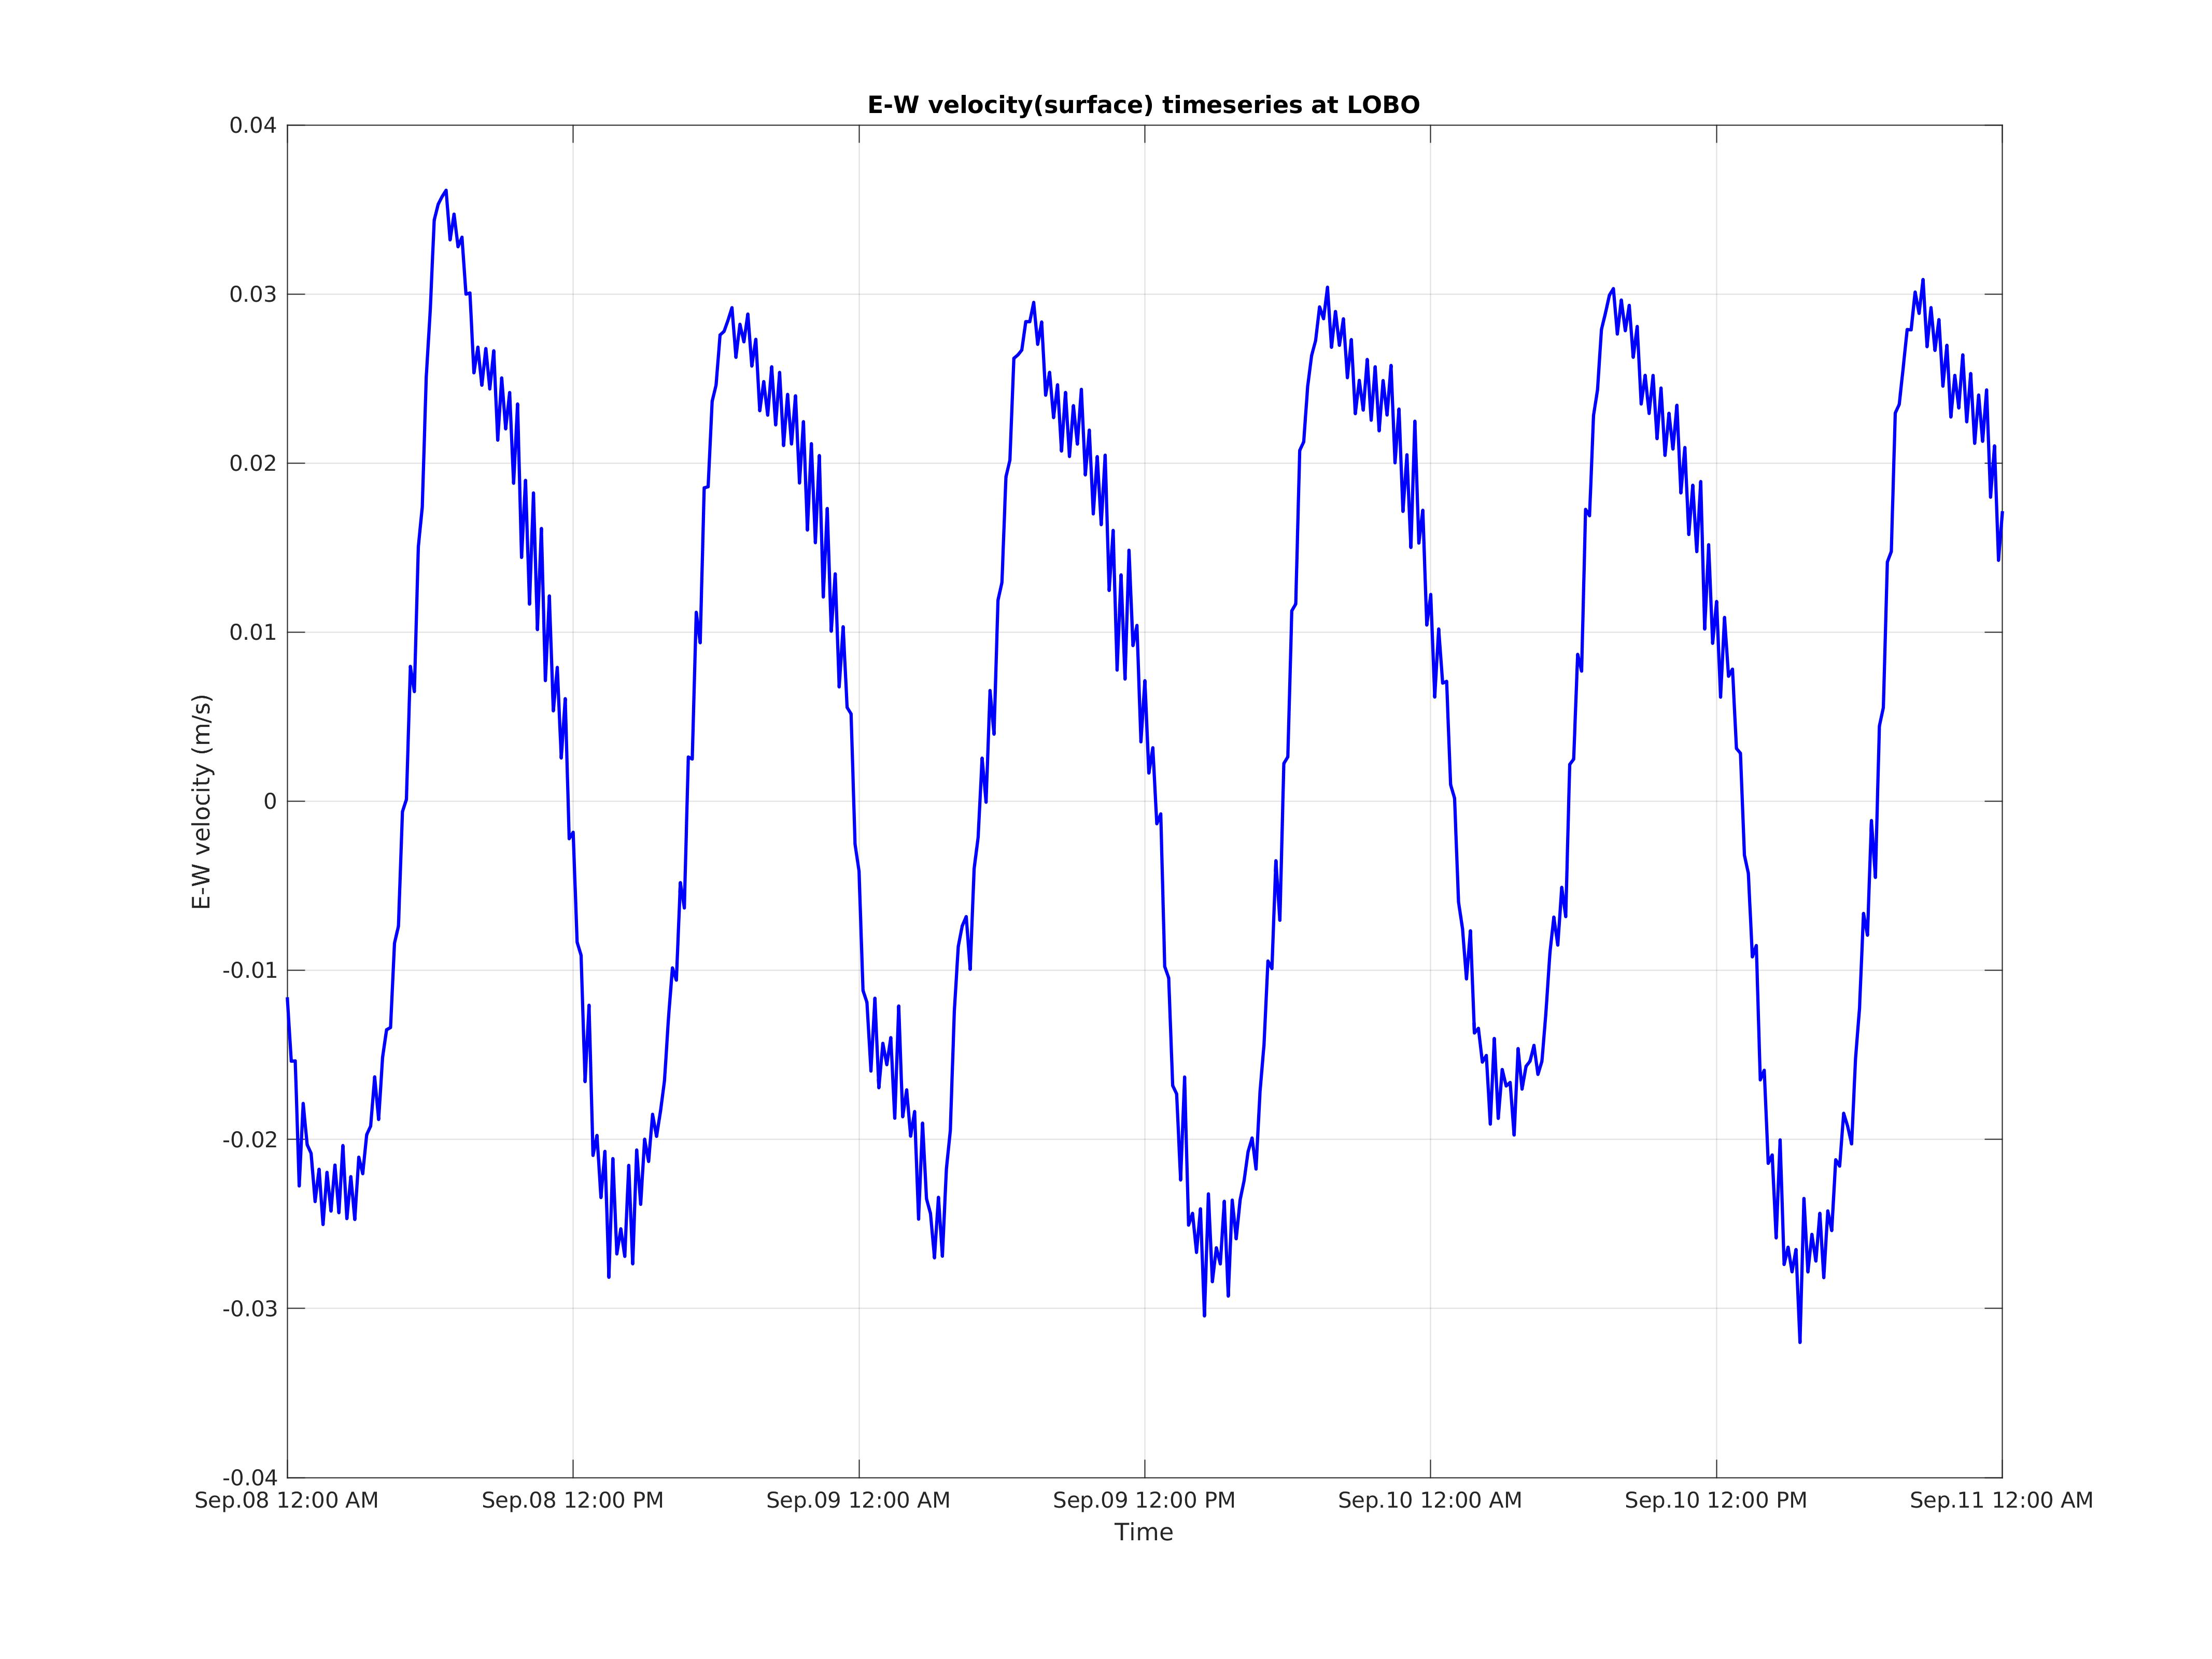 E-W velocity(surface) timeseries at LOBO
0.04
0.03
0.02
0.01
0
-0.01
-0.02
-0.03
-0.04
E-W velocity (m/s)
Sep.08 12:00 AM Sep.08 12:00 PM Sep.09 12:00 AM Sep.09 12:00 PM Sep.10 12:00 AM Sep.10 12:00 PM Sep.11 12:00 AM
Time